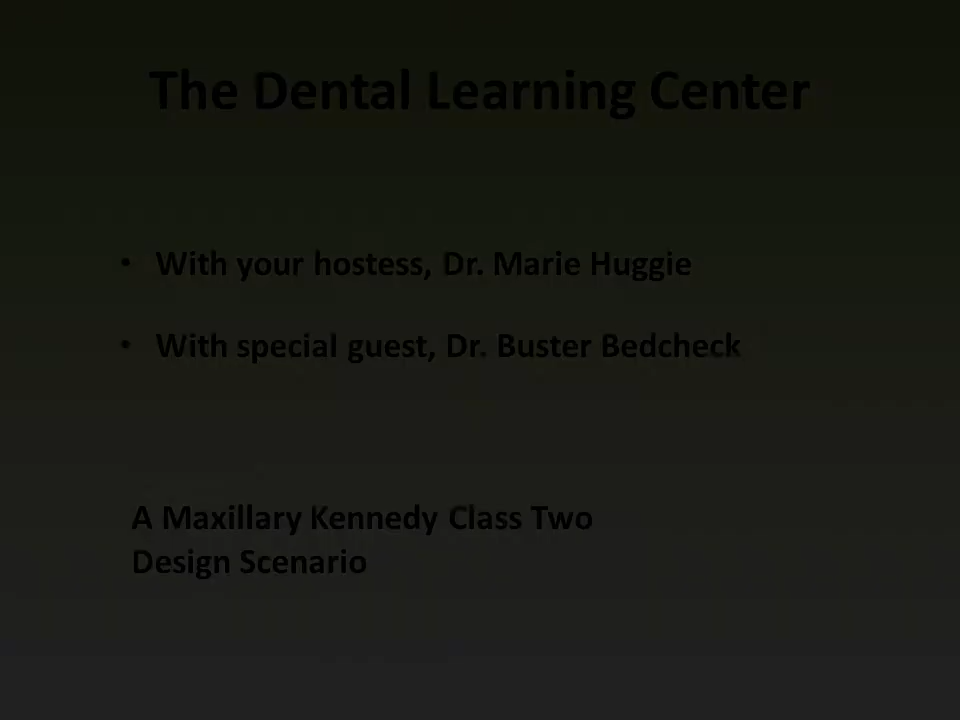 The Dental Learning Center
• With your hostess, Dr. Marie Huggie
• With special guest, Dr. Buster Bedcheck
A Maxillary Kennedy Class Two
Design Scenario